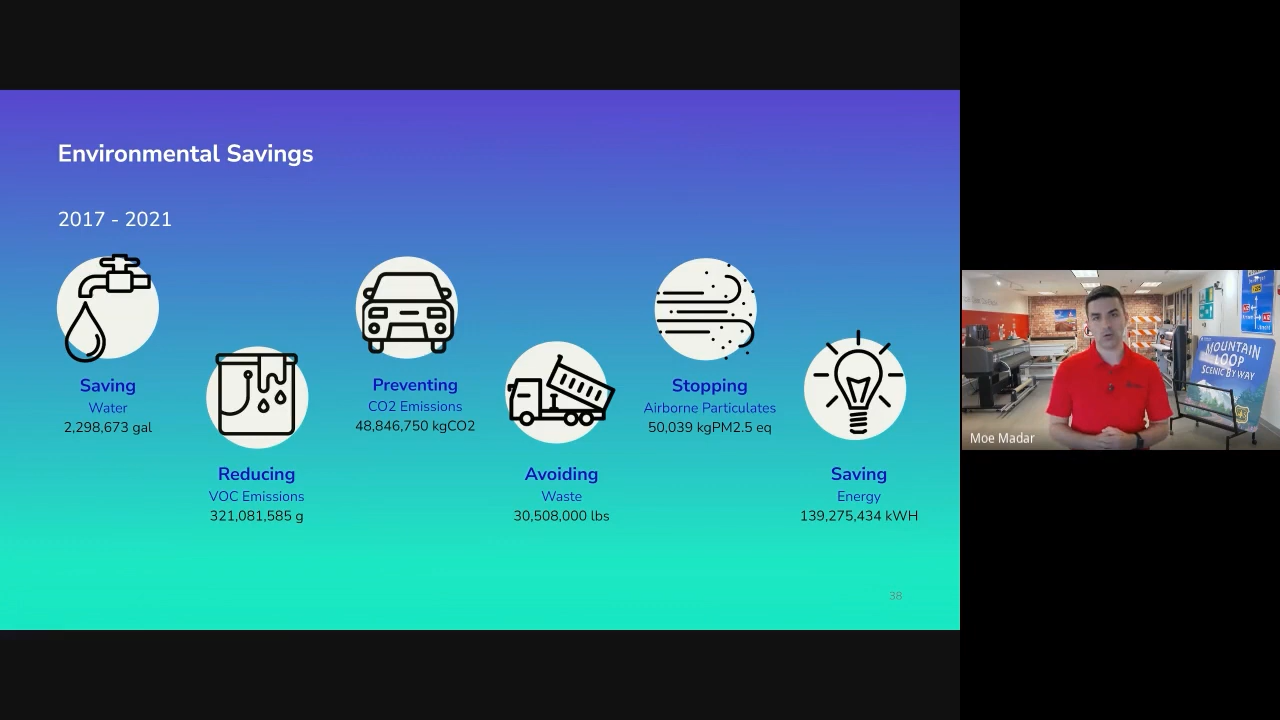 Environmental Savings
2017 - 2021
Saving
Water
2,298,673 gal
Reducing
VOC Emissions
321,081,585 g
Preventing
CO2 Emissions
48,846,750 kgCO2
Avoiding
Waste
30,508,000 lbs
Stopping
Airborne Particulates
50,039 kgPM2.5 eq
Saving
Energy
139,275,434 kWH
38
MOUNTAIN
LOOP
SCENIC BYWAY
Moe Madar